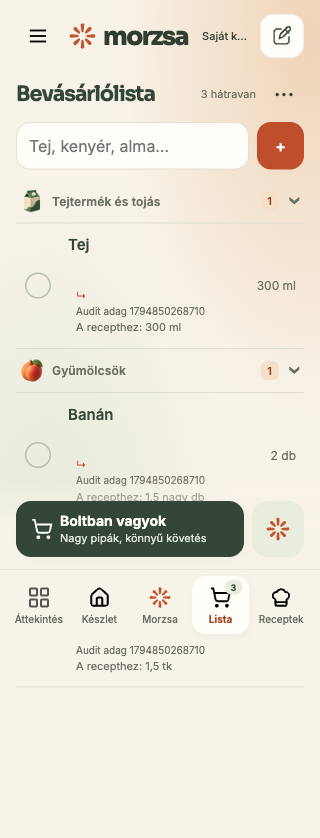 morzsa
Saját k...
Bevásárlólista
3 hátravan
Tej, kenyér, alma...
+
Tejtermék és tojás
1
Tej
300 ml
Audit adag 1794850268710
A recepthez: 300 ml
Gyümölcsök
1
Banán
2 db
Audit adag 1794850268710
A recepthez: 1,5 nagy db
Boltban vagyok
Nagy pipák, könnyű követés
Áttekintés
Készlet
Morzsa
3
Lista
Receptek
Audit adag 1794850268710
A recepthez: 1,5 tk